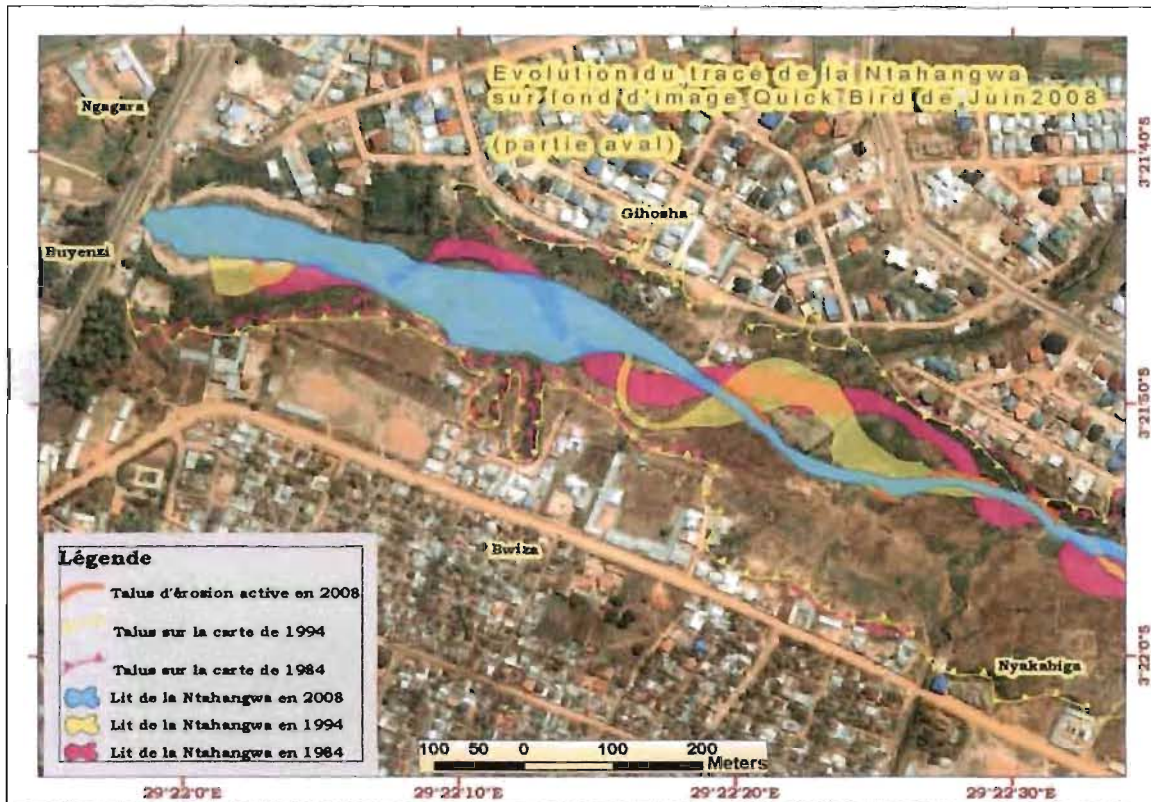 Evolution du tracé de la Ntahangwa
sur fond d'image Quick Bird de Juin2008
(partie aval)
Ngagara
Gihosha
Buyenzi
Bwiza
Nyakabiga
3°21'40"S
3°21'50"S
3°22'0"S
Légende
Talus d'érosion active en 2008
Talus sur la carte de 1994
Talus sur la carte de 1984
Lit de la Ntahangwa en 2008
Lit de la Ntahangwa en 1994
Lit de la Ntahangwa en 1984
100 50 0 100 200
Meters
29°22'0"E 29°22'10"E 29°22'20"E 29°22'30"E